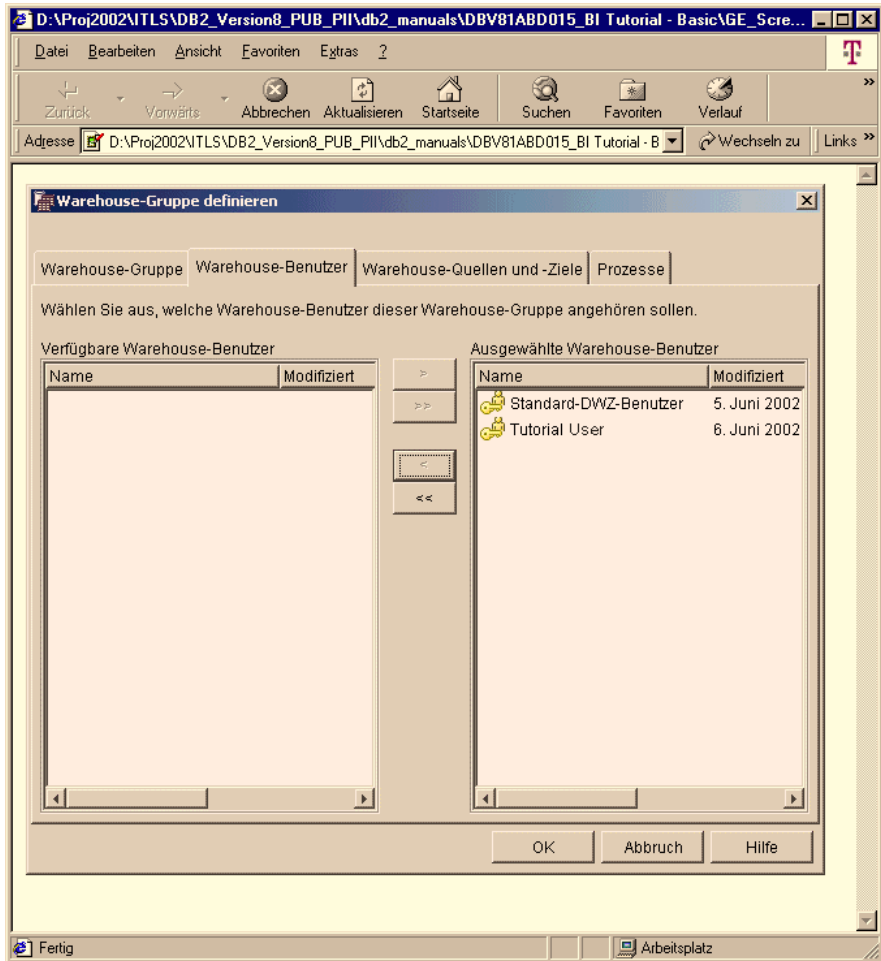 D:\Proj2002\ITLS\DB2_Version8_PUB_PII\db2_manuals\DBV81ABD015_BI Tutorial - Basic\GE_Scre...
Datei Bearbeiten Ansicht Favoriten Extras ?
Zurück Vorwärts Abbrechen Aktualisieren Startseite Suchen Favoriten Verlauf »
Adresse D:\Proj2002\ITLS\DB2_Version8_PUB_PII\db2_manuals\DBV81ABD015_BI Tutorial - B Wechseln zu Links »
Warehouse-Gruppe definieren
Warehouse-Gruppe Warehouse-Benutzer Warehouse-Quellen und -Ziele Prozesse
Wählen Sie aus, welche Warehouse-Benutzer dieser Warehouse-Gruppe angehören sollen.
Verfügbare Warehouse-Benutzer Ausgewählte Warehouse-Benutzer
Name Modifiziert > Name Modifiziert
>> Standard-DWZ-Benutzer 5. Juni 2002
Tutorial User 6. Juni 2002
<
<<
OK Abbruch Hilfe
Fertig Arbeitsplatz